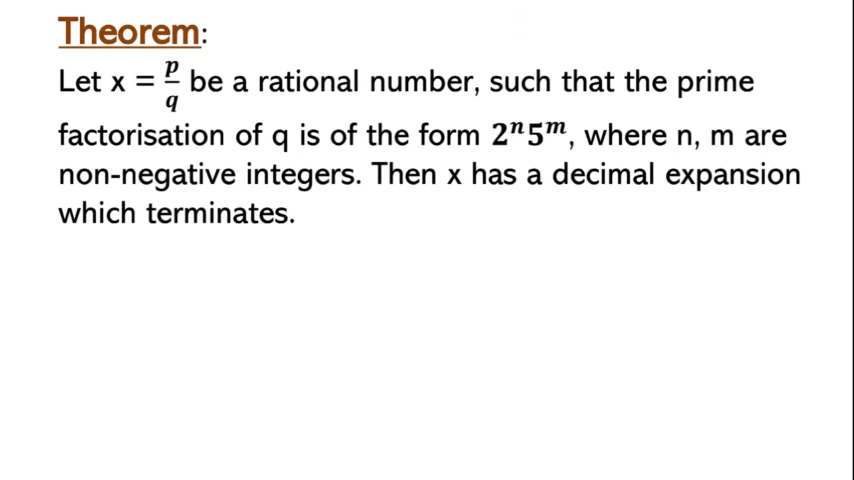 Theorem:
Let x = p/q be a rational number, such that the prime
factorisation of q is of the form 2ⁿ5ᵐ, where n, m are
non-negative integers. Then x has a decimal expansion
which terminates.